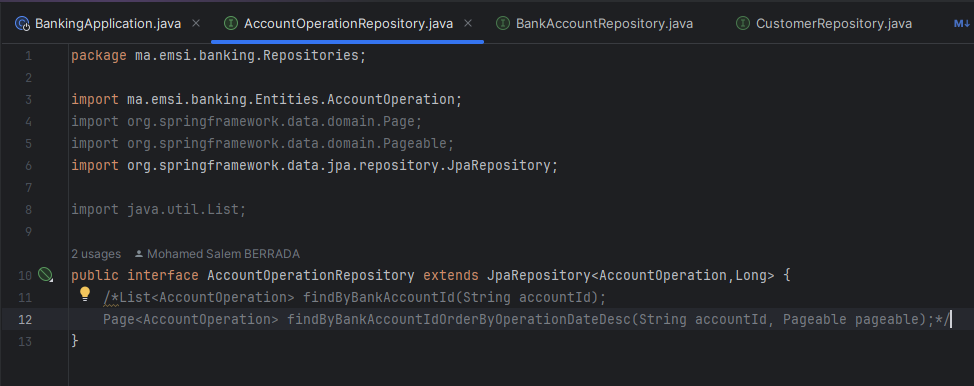 BankingApplication.java AccountOperationRepository.java BankAccountRepository.java CustomerRepository.java M↓
1 package ma.emsi.banking.Repositories;
2
3 import ma.emsi.banking.Entities.AccountOperation;
4 import org.springframework.data.domain.Page;
5 import org.springframework.data.domain.Pageable;
6 import org.springframework.data.jpa.repository.JpaRepository;
7
8 import java.util.List;
9
2 usages Mohamed Salem BERRADA
10 public interface AccountOperationRepository extends JpaRepository<AccountOperation,Long> {
11 /*List<AccountOperation> findByBankAccountId(String accountId);
12 Page<AccountOperation> findByBankAccountIdOrderByOperationDateDesc(String accountId, Pageable pageable);*/
13 }